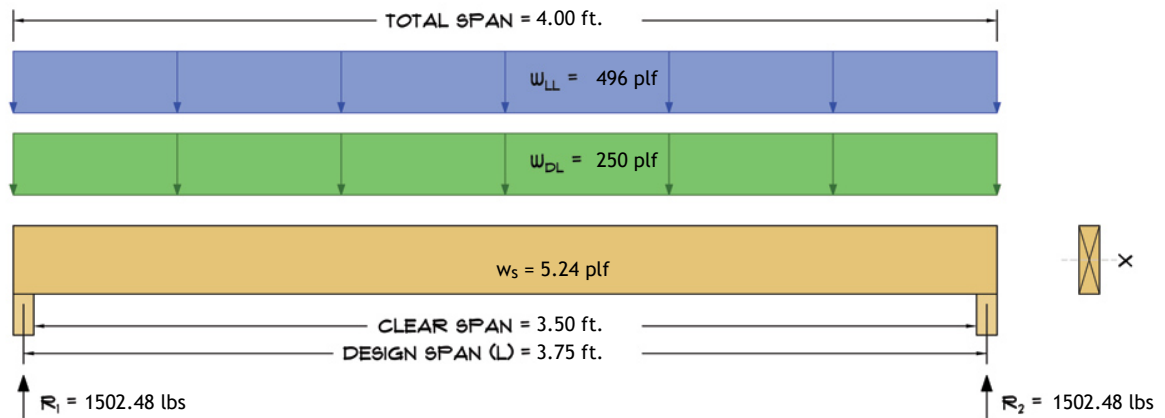 TOTAL SPAN = 4.00 ft.
WLL = 496 plf
WDL = 250 plf
ws = 5.24 plf
X
CLEAR SPAN = 3.50 ft.
DESIGN SPAN (L) = 3.75 ft.
R1 = 1502.48 lbs
R2 = 1502.48 lbs